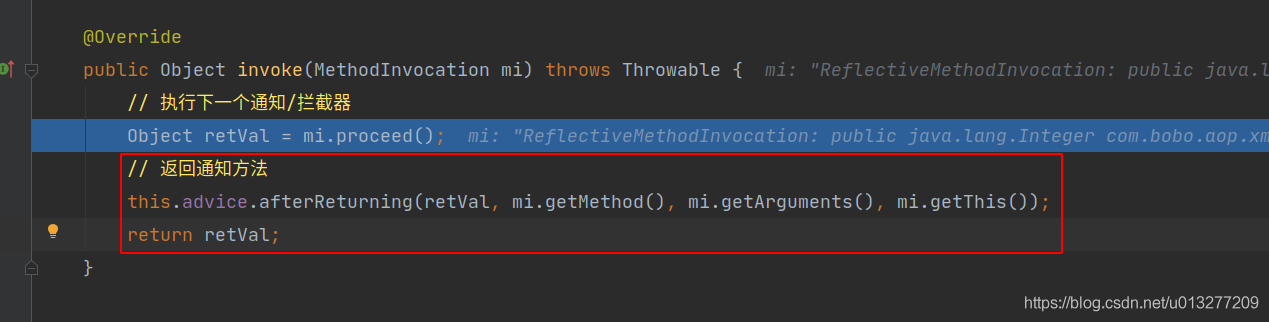 @Override
public Object invoke(MethodInvocation mi) throws Throwable { mi: "ReflectiveMethodInvocation: public java.l
// 执行下一个通知/拦截器
Object retVal = mi.proceed(); mi: "ReflectiveMethodInvocation: public java.lang.Integer com.bobo.aop.xm
// 返回通知方法
this.advice.afterReturning(retVal, mi.getMethod(), mi.getArguments(), mi.getThis());
return retVal;
}
https://blog.csdn.net/u013277209